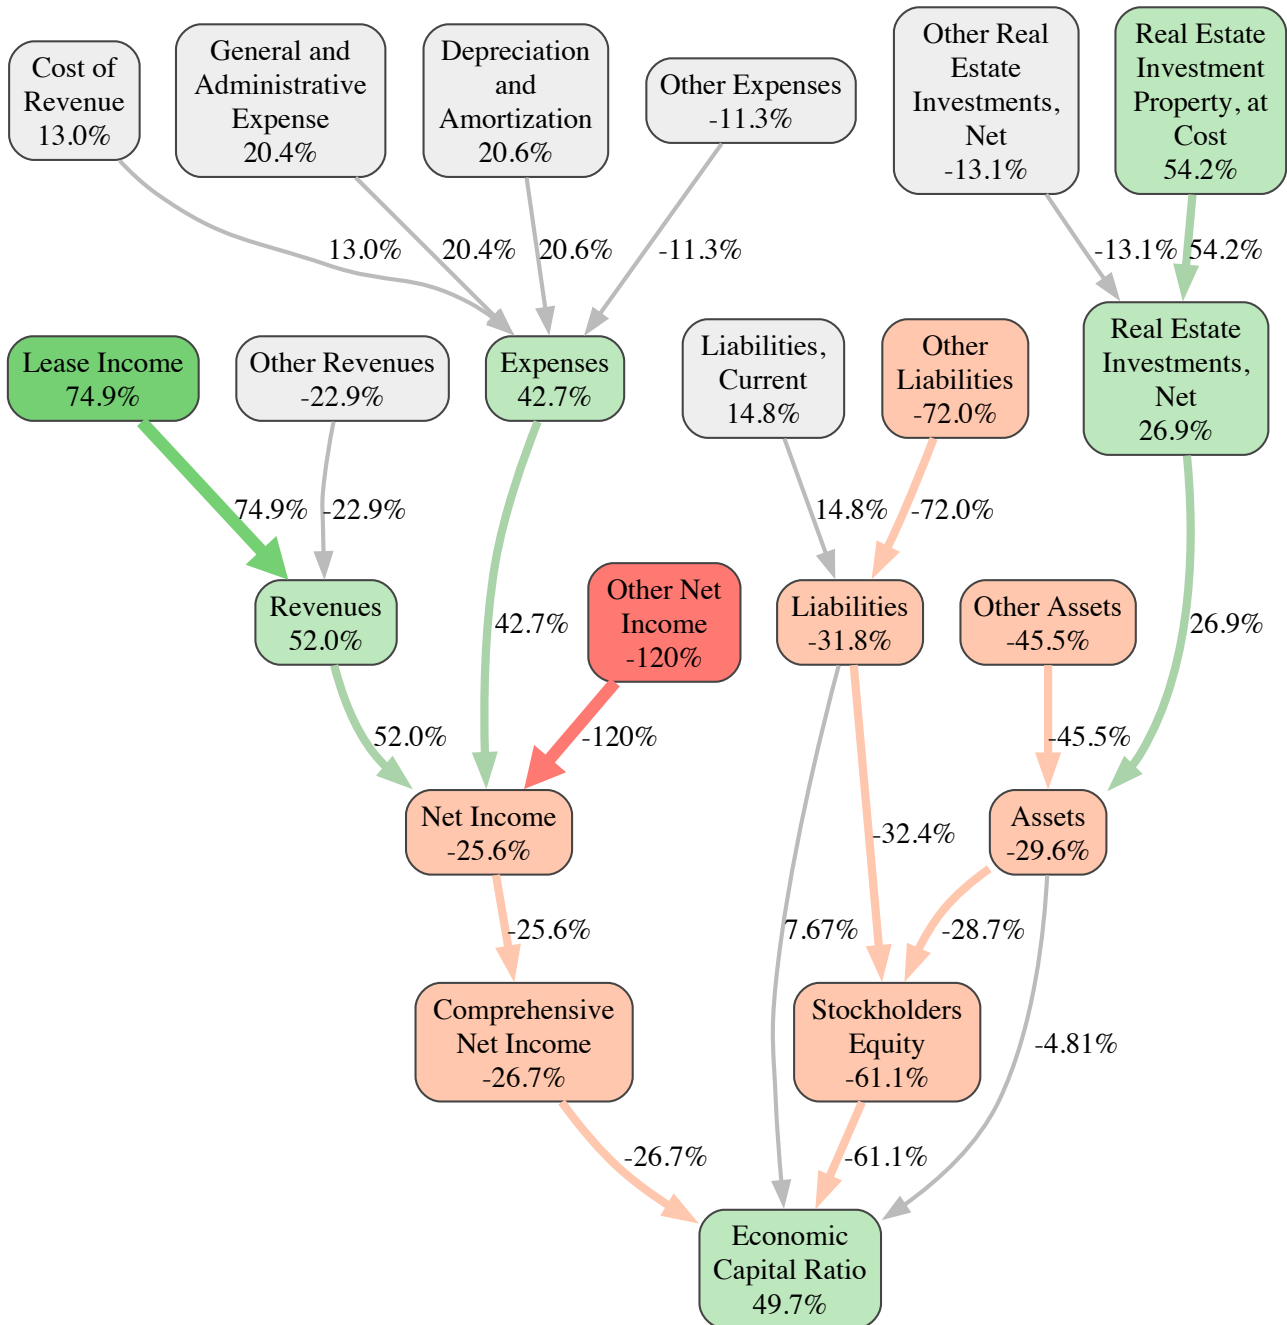 Cost of
Revenue
13.0%
General and
Administrative
Expense
20.4%
Depreciation
and
Amortization
20.6%
Other Expenses
-11.3%
Other Real
Estate
Investments,
Net
-13.1%
Real Estate
Investment
Property, at
Cost
54.2%
13.0%
20.4%
20.6%
-11.3%
-13.1%
54.2%
Lease Income
74.9%
Other Revenues
-22.9%
Expenses
42.7%
Liabilities,
Current
14.8%
Other
Liabilities
-72.0%
Real Estate
Investments,
Net
26.9%
74.9%
-22.9%
14.8%
-72.0%
Revenues
52.0%
42.7%
Other Net
Income
-120%
Liabilities
-31.8%
Other Assets
-45.5%
26.9%
52.0%
-120%
-45.5%
Net Income
-25.6%
-32.4%
Assets
-29.6%
-25.6%
7.67%
-28.7%
Comprehensive
Net Income
-26.7%
Stockholders
Equity
-61.1%
-4.81%
-26.7%
-61.1%
Economic
Capital Ratio
49.7%